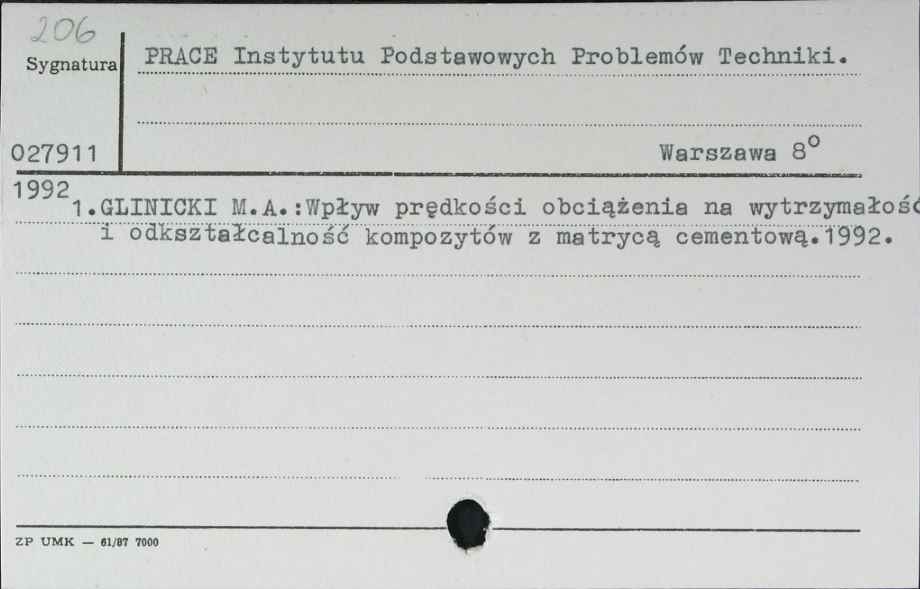 206
Sygnatura
PRACE Instytutu Podstawowych Problemów Techniki.
027911
Warszawa 8°
1992
1.GLINICKI M.A.:Wpływ prędkości obciążenia na wytrzymałość
i odkształcalność kompozytów z matrycą cementową.1992.
ZP UMK — 61/87 7000